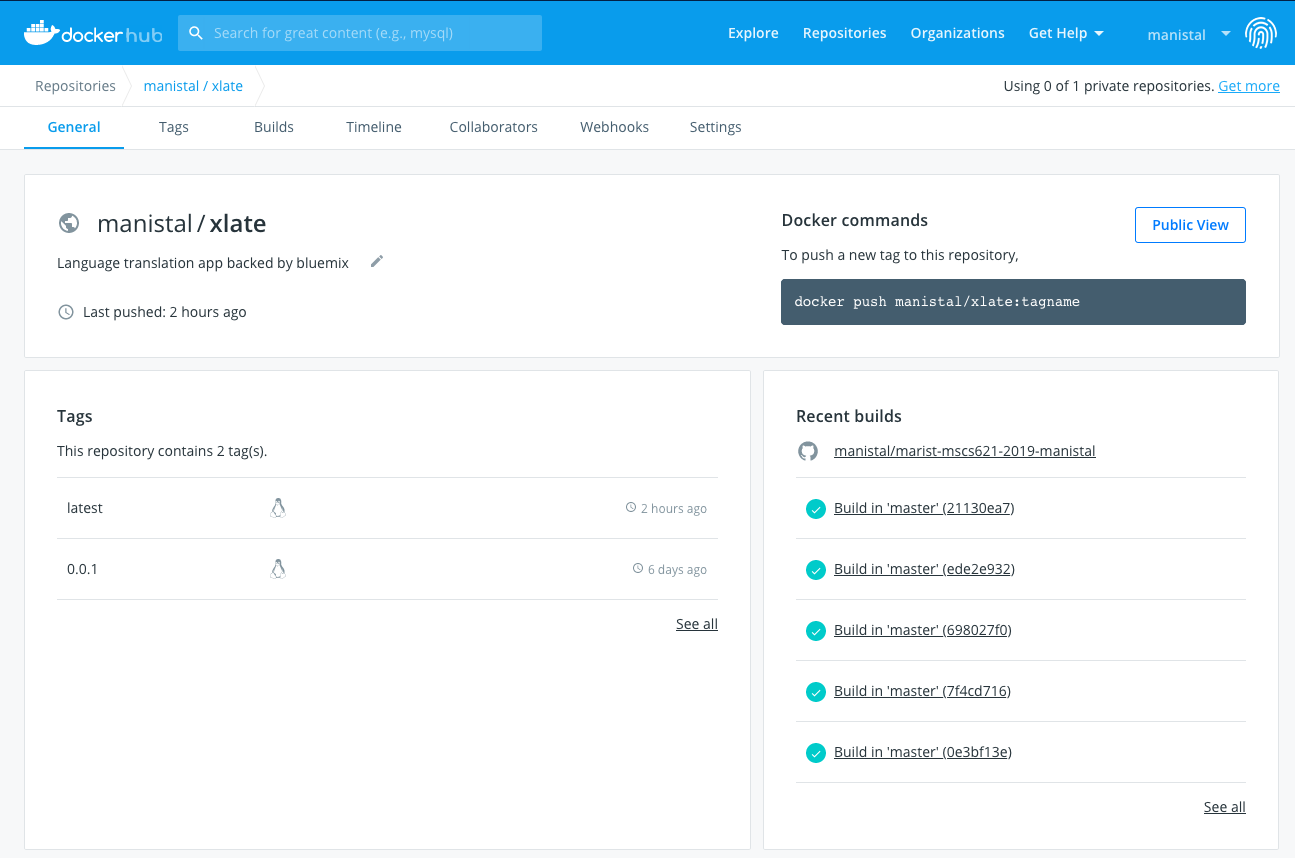 dockerhub
Search for great content (e.g., mysql)
Explore
Repositories
Organizations
Get Help
manistal
Repositories
manistal / xlate
Using 0 of 1 private repositories. Get more
General
Tags
Builds
Timeline
Collaborators
Webhooks
Settings
manistal / xlate
Language translation app backed by bluemix
Last pushed: 2 hours ago
Docker commands
Public View
To push a new tag to this repository,
docker push manistal/xlate:tagname
Tags
This repository contains 2 tag(s).
latest
2 hours ago
0.0.1
6 days ago
See all
Recent builds
manistal/marist-mscs621-2019-manistal
Build in 'master' (21130ea7)
Build in 'master' (ede2e932)
Build in 'master' (698027f0)
Build in 'master' (7f4cd716)
Build in 'master' (0e3bf13e)
See all